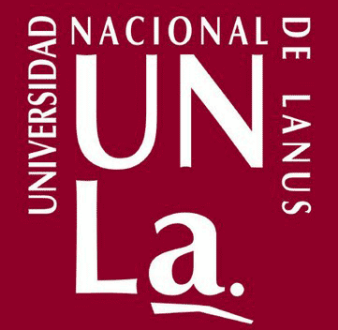 UNIVERSIDAD
NACIONAL
DE LANUS
UN
La.